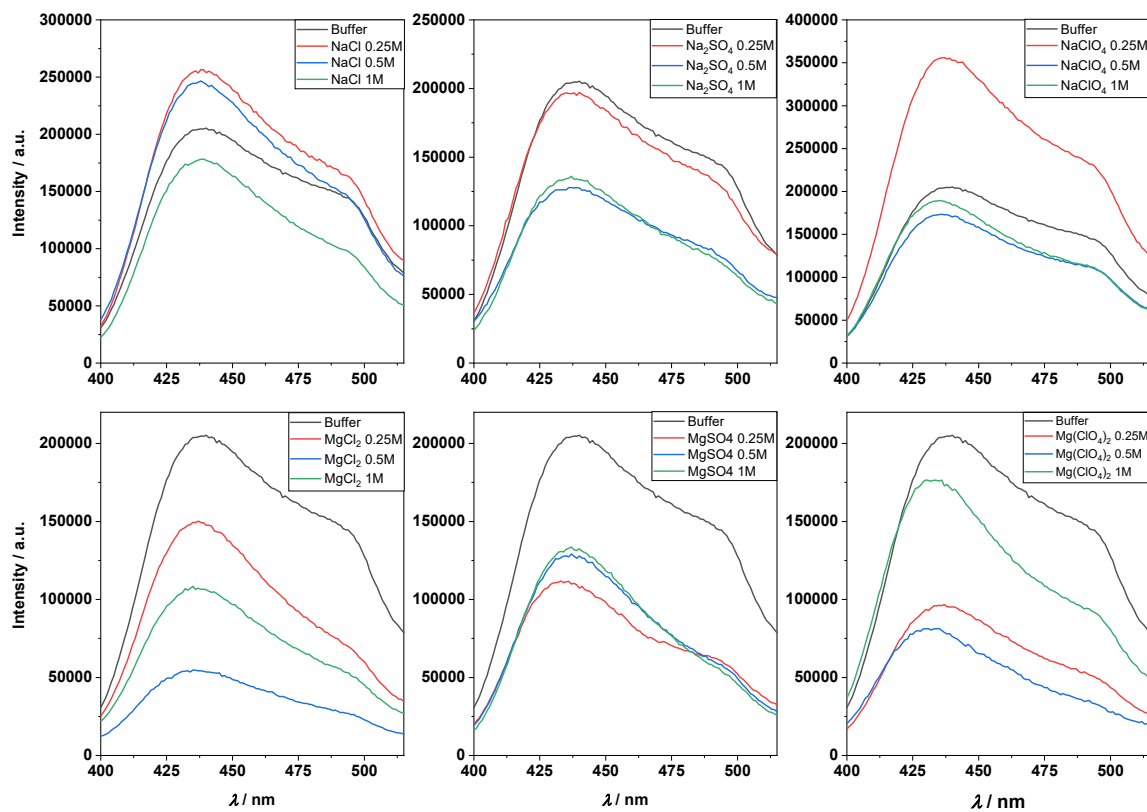 Intensity / a.u.
300000
250000
200000
150000
100000
50000
0
400 425 450 475 500
Buffer
NaCl 0.25M
NaCl 0.5M
NaCl 1M
250000
200000
150000
100000
50000
0
400 425 450 475 500
Buffer
Na₂SO₄ 0.25M
Na₂SO₄ 0.5M
Na₂SO₄ 1M
400000
350000
300000
250000
200000
150000
100000
50000
0
400 425 450 475 500
Buffer
NaClO₄ 0.25M
NaClO₄ 0.5M
NaClO₄ 1M
Intensity / a.u.
200000
150000
100000
50000
0
400 425 450 475 500
λ / nm
Buffer
MgCl₂ 0.25M
MgCl₂ 0.5M
MgCl₂ 1M
200000
150000
100000
50000
0
400 425 450 475 500
λ / nm
Buffer
MgSO4 0.25M
MgSO4 0.5M
MgSO4 1M
200000
150000
100000
50000
0
400 425 450 475 500
λ / nm
Buffer
Mg(ClO₄)₂ 0.25M
Mg(ClO₄)₂ 0.5M
Mg(ClO₄)₂ 1M